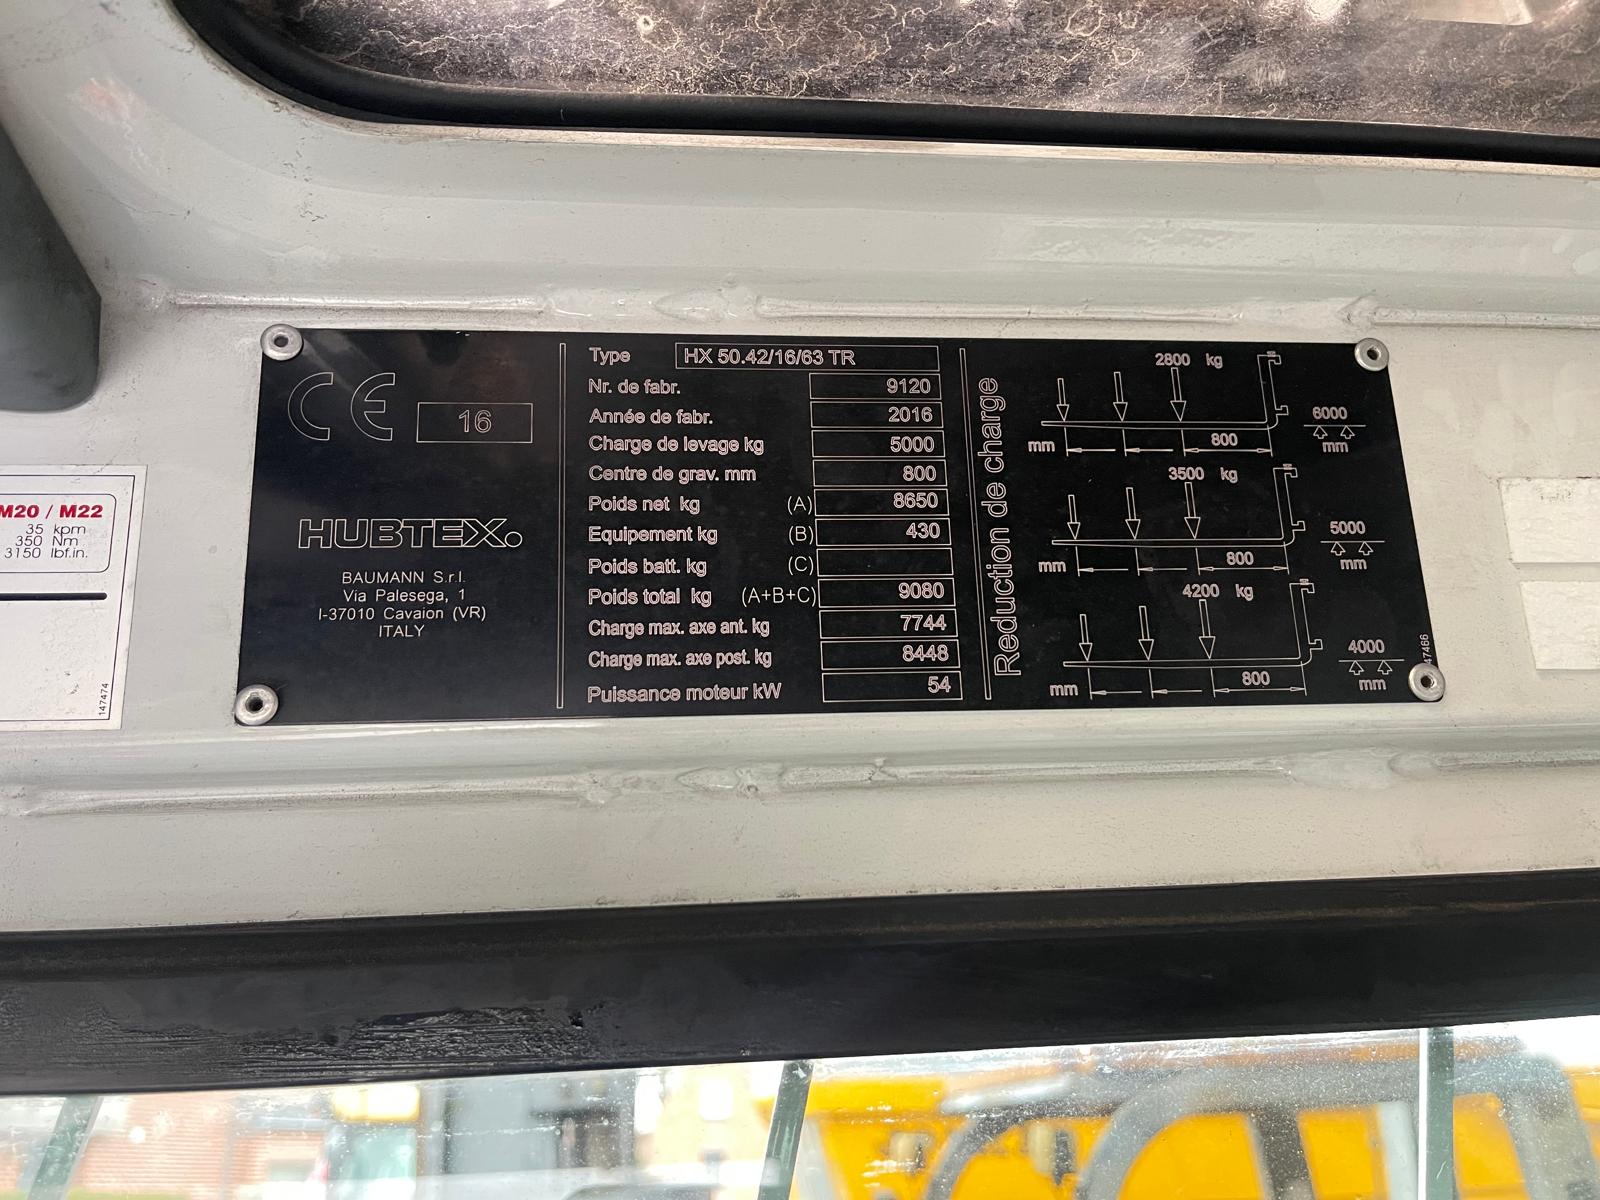 M20 / M22
35 kpm
350 Nm
3150 lbf.in.
147474
CE
16
HUBTEX.
BAUMANN S.r.l.
Via Palesega, 1
I-37010 Cavaion (VR)
ITALY
Type HX 50.42/16/63 TR
Nr. de fabr. 9120
Année de fabr. 2016
Charge de levage kg 5000
Centre de grav. mm 800
Poids net kg (A) 8650
Equipement kg (B) 430
Poids batt. kg (C)
Poids total kg (A+B+C) 9080
Charge max. axe ant. kg 7744
Charge max. axe post. kg 8448
Puissance moteur kW 54
Reduction de charge
2800 kg
6000
mm 800 mm
3500 kg
5000
mm 800 mm
4200 kg
4000
mm 800 mm
47466